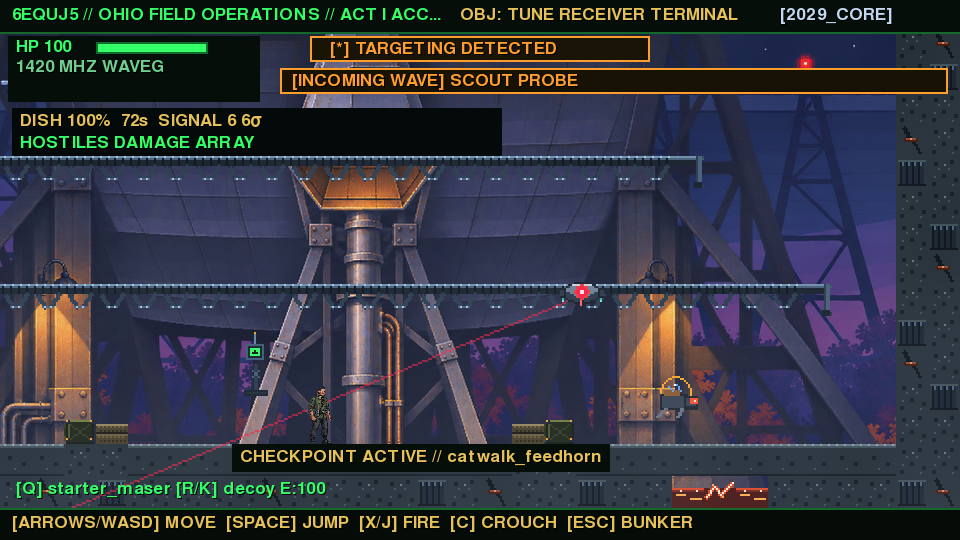 6EQUJ5 // OHIO FIELD OPERATIONS // ACT I ACC... OBJ: TUNE RECEIVER TERMINAL [2029_CORE]
HP 100
[*] TARGETING DETECTED
1420 MHZ WAVEG
[INCOMING WAVE] SCOUT PROBE
DISH 100% 72s SIGNAL 6 6σ
HOSTILES DAMAGE ARRAY
CHECKPOINT ACTIVE // catwalk_feedhorn
[Q] starter_maser [R/K] decoy E:100
[ARROWS/WASD] MOVE [SPACE] JUMP [X/J] FIRE [C] CROUCH [ESC] BUNKER